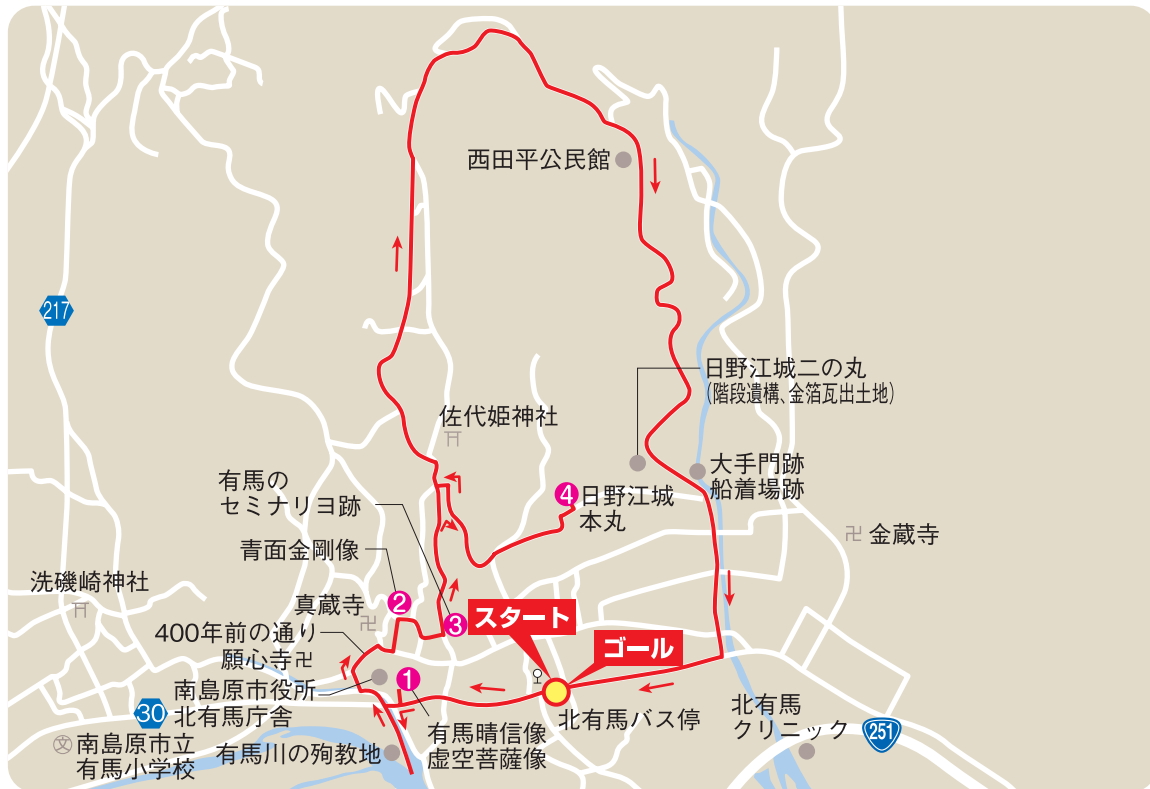 西田平公民館
217
日野江城二の丸
(階段遺構、金箔瓦出土地)
佐代姫神社
大手門跡
船着場跡
有馬の
セミナリヨ跡
4
日野江城
本丸
金蔵寺
青面金剛像
洗磯崎神社
2
真蔵寺
卍
卍
3
スタート
400年前の通り
願心寺卍
ゴール
1
南島原市役所
北有馬庁舎
30
有馬晴信像
虚空菩薩像
北有馬バス停
北有馬
クリニック
251
文
南島原市立
有馬小学校
有馬川の殉教地